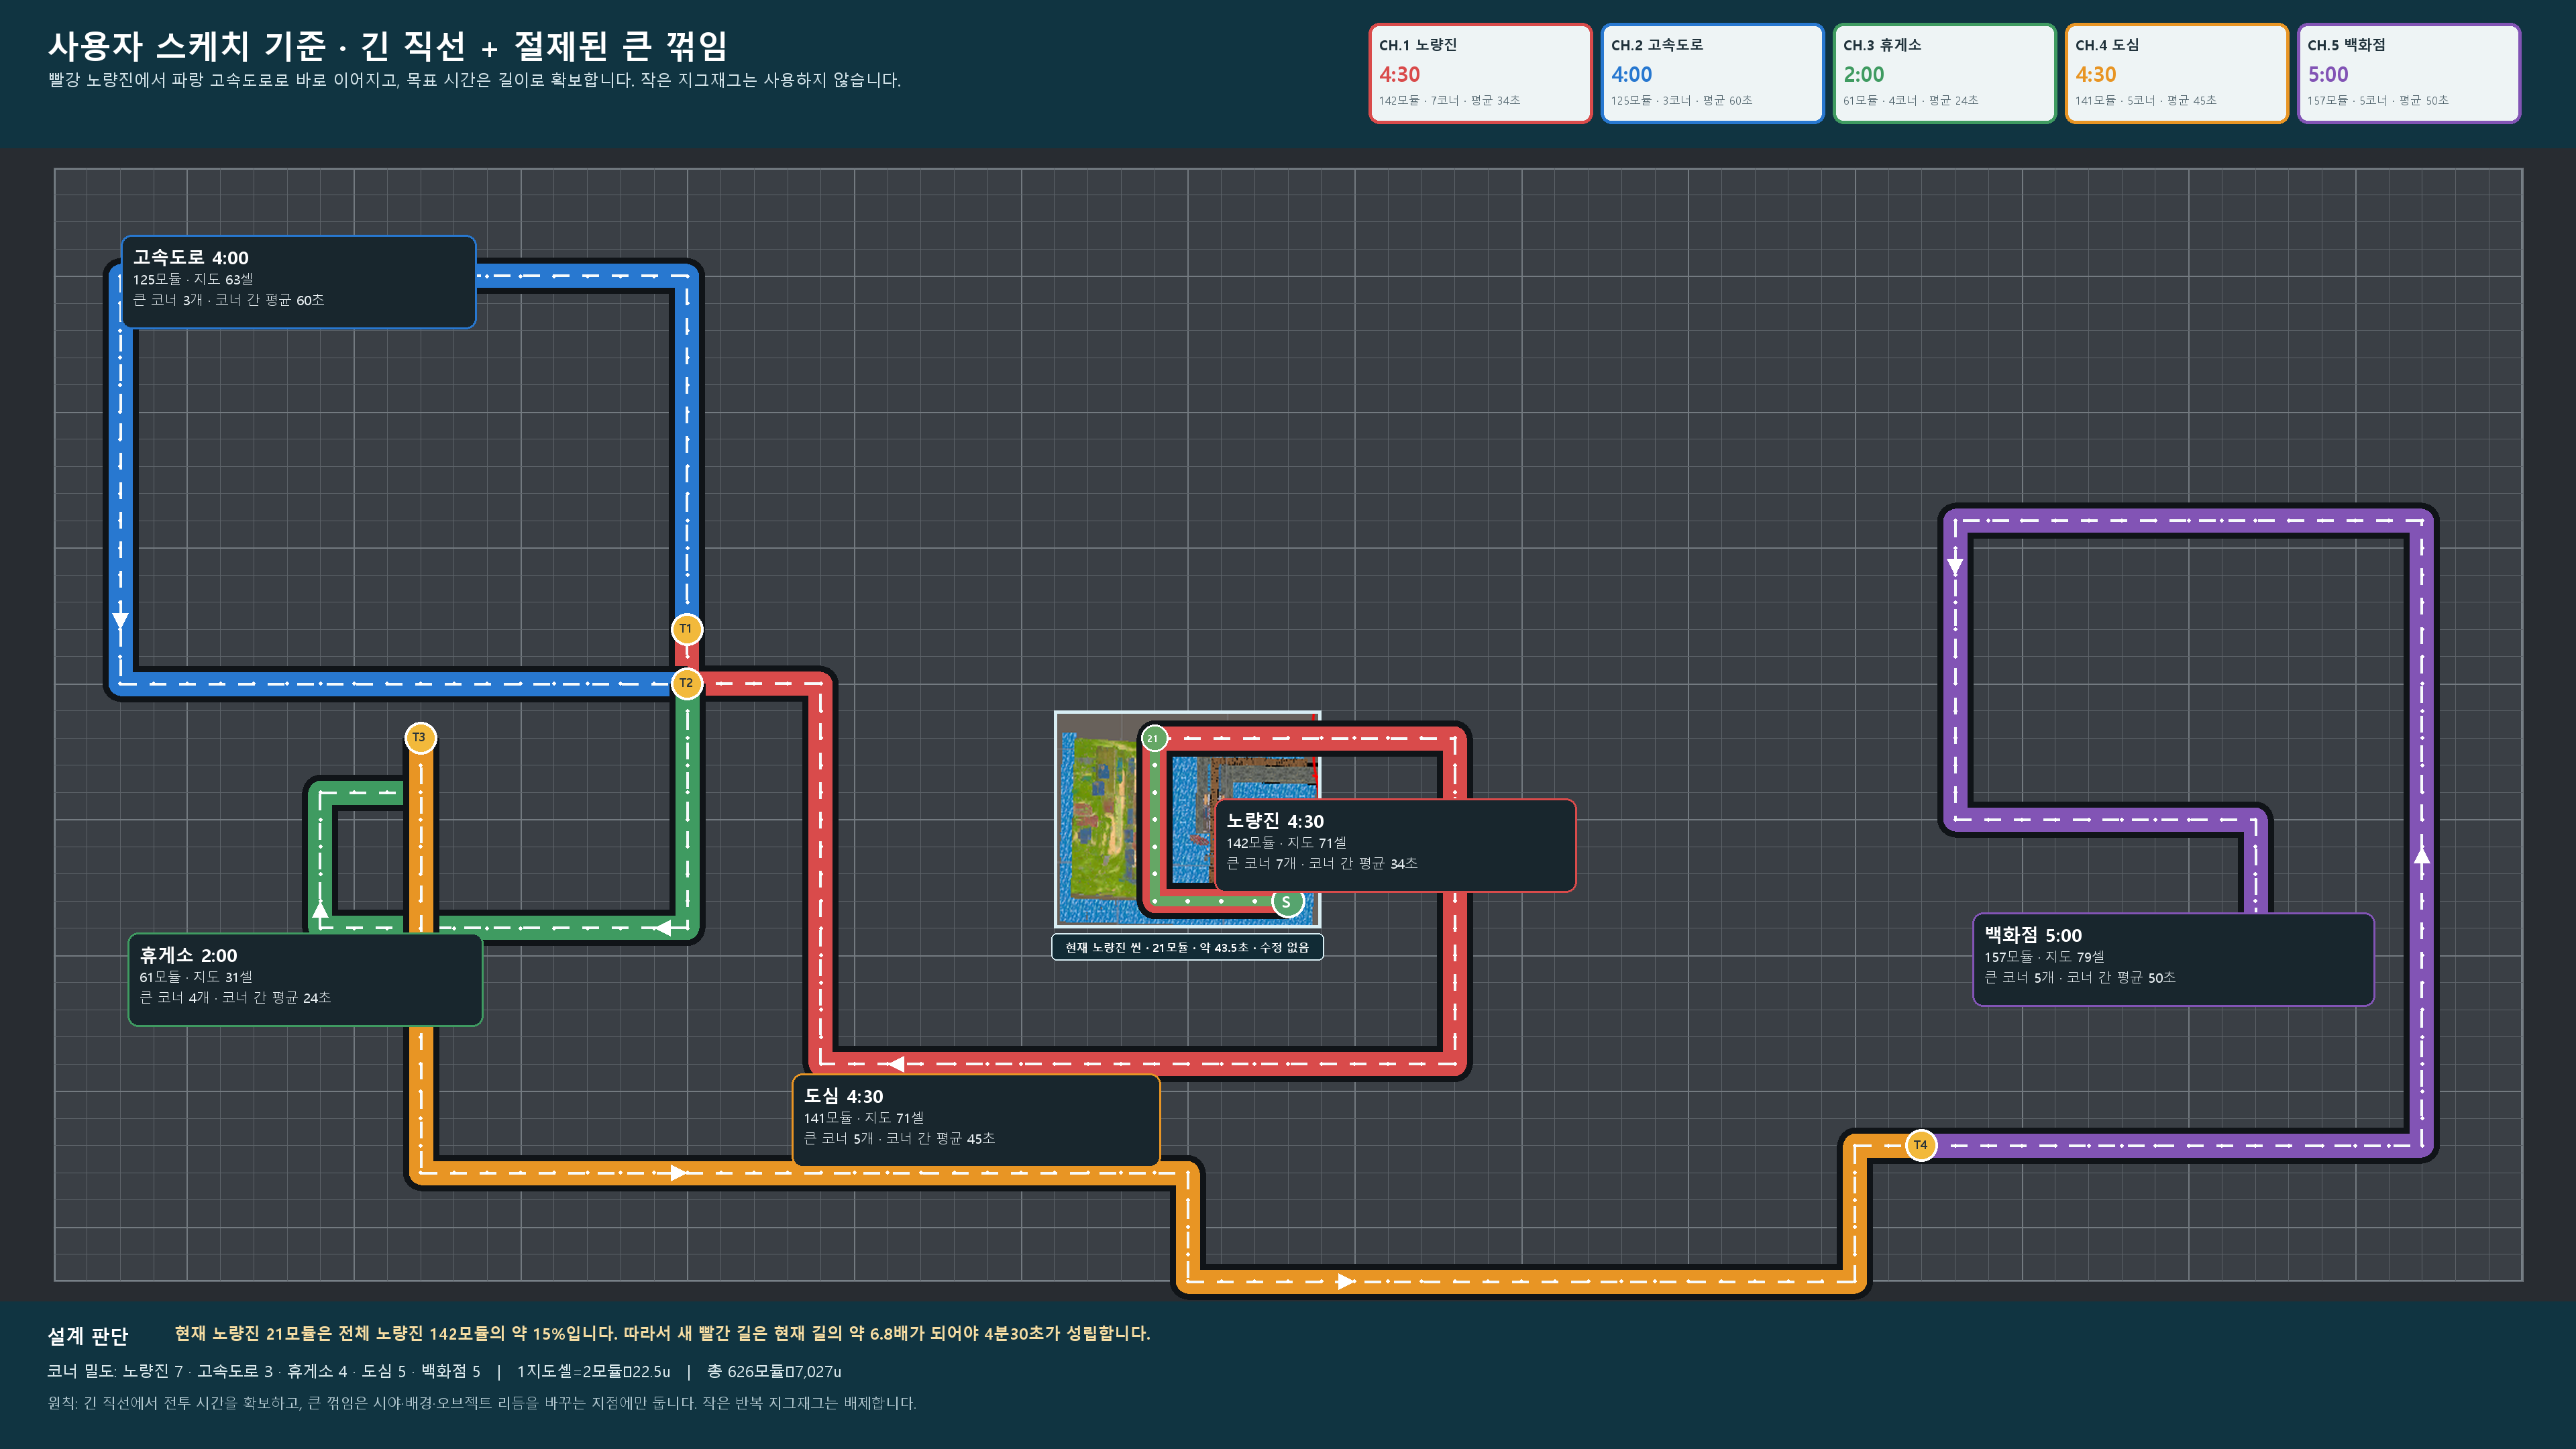 사용자 스케치 기준 · 긴 직선 + 절제된 큰 꺾임
빨강 노량진에서 파랑 고속도로로 바로 이어지고, 목표 시간은 길이로 확보합니다. 작은 지그재그는 사용하지 않습니다.
CH.1 노량진
4:30
142모듈 · 7코너 · 평균 34초
CH.2 고속도로
4:00
125모듈 · 3코너 · 평균 60초
CH.3 휴게소
2:00
61모듈 · 4코너 · 평균 24초
CH.4 도심
4:30
141모듈 · 5코너 · 평균 45초
CH.5 백화점
5:00
157모듈 · 5코너 · 평균 50초
고속도로 4:00
125모듈 · 지도 63셀
큰 코너 3개 · 코너 간 평균 60초
T1
T2
T3
21
노량진 4:30
142모듈 · 지도 71셀
큰 코너 7개 · 코너 간 평균 34초
S
현재 노량진 씬 · 21모듈 · 약 43.5초 · 수정 없음
휴게소 2:00
61모듈 · 지도 31셀
큰 코너 4개 · 코너 간 평균 24초
백화점 5:00
157모듈 · 지도 79셀
큰 코너 5개 · 코너 간 평균 50초
도심 4:30
141모듈 · 지도 71셀
큰 코너 5개 · 코너 간 평균 45초
T4
설계 판단
현재 노량진 21모듈은 전체 노량진 142모듈의 약 15%입니다. 따라서 새 빨간 길은 현재 길의 약 6.8배가 되어야 4분30초가 성립합니다.
코너 밀도: 노량진 7 · 고속도로 3 · 휴게소 4 · 도심 5 · 백화점 5 | 1지도셀=2모듈▯22.5u | 총 626모듈▯7,027u
원칙: 긴 직선에서 전투 시간을 확보하고, 큰 꺾임은 시야·배경·오브젝트 리듬을 바꾸는 지점에만 둡니다. 작은 반복 지그재그는 배제합니다.